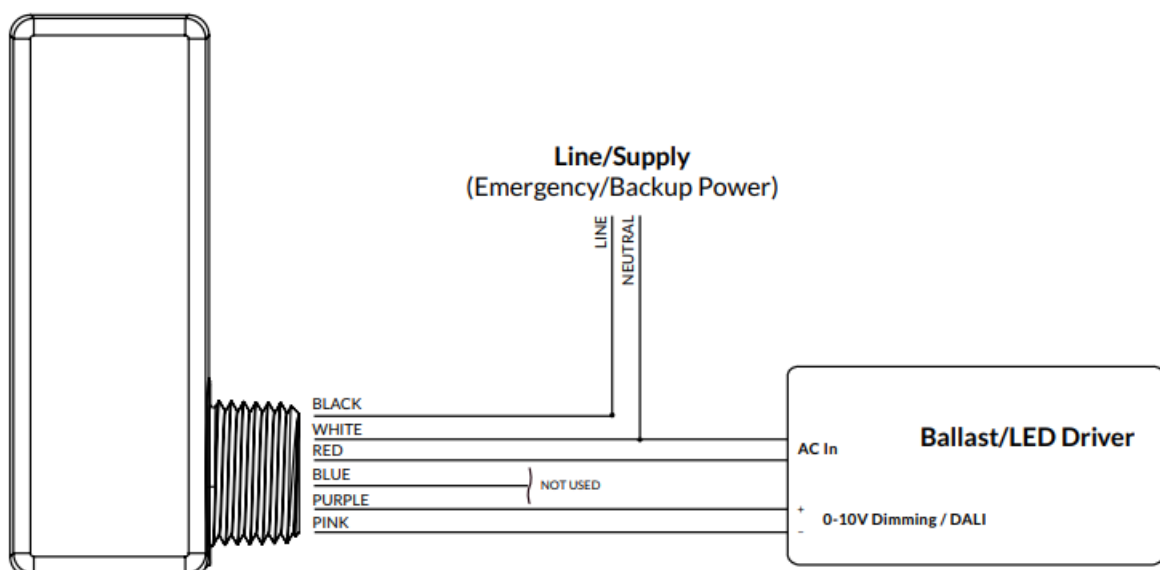 Line/Supply
(Emergency/Backup Power)
LINE
NEUTRAL
BLACK
WHITE
RED
BLUE
NOT USED
PURPLE
PINK
AC In
Ballast/LED Driver
+
0-10V Dimming / DALI
-